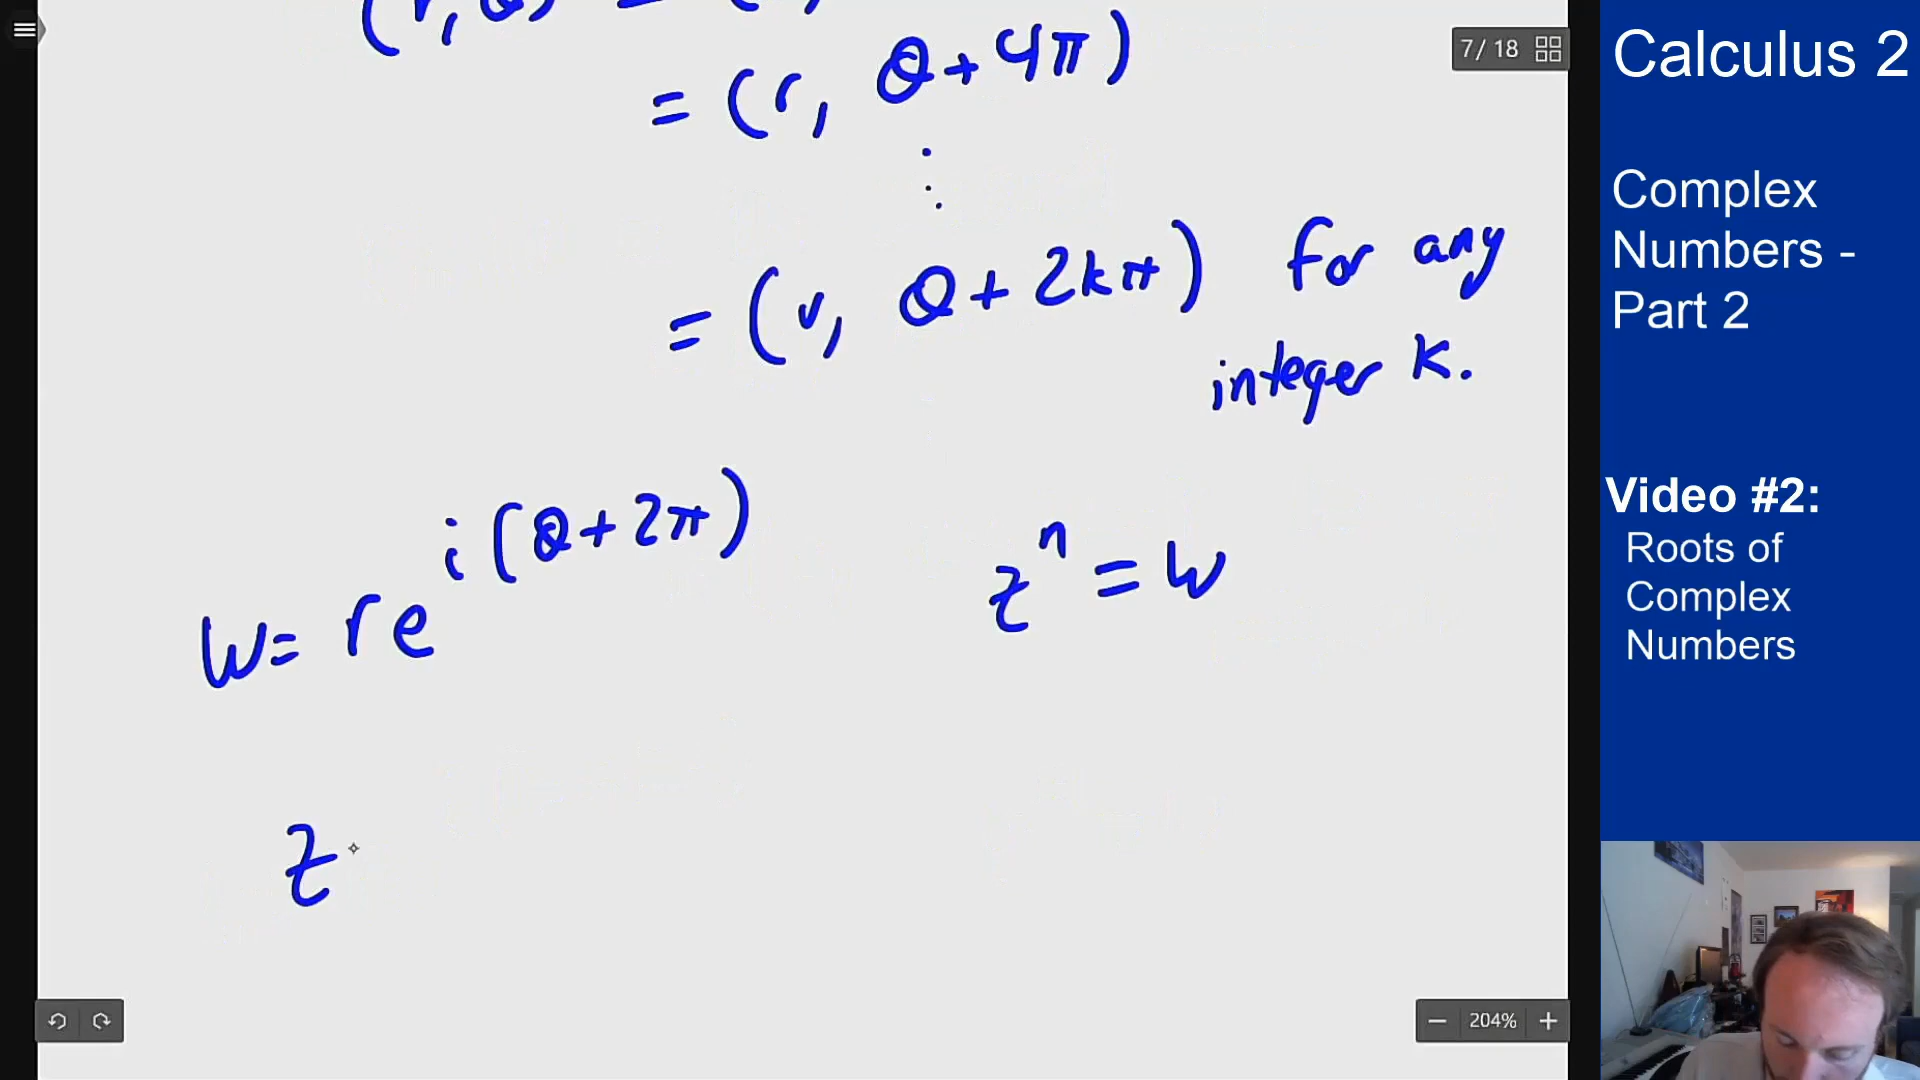 (r, θ) = (
= (r, θ+4π)
⋮
= (r, θ+2kπ) for any
integer k.
w= re^{i(θ+2π)}
z^n = w
z
7/ 18
204%
Calculus 2
Complex
Numbers -
Part 2
Video #2:
Roots of
Complex
Numbers